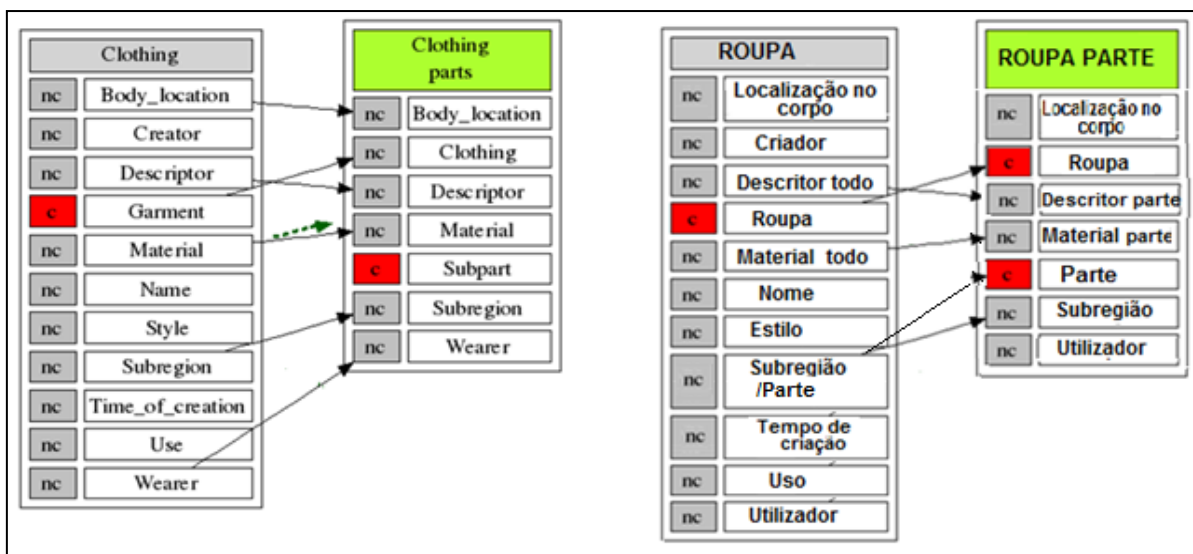 Clothing
nc Body_location
nc Creator
nc Descriptor
c Garment
nc Material
nc Name
nc Style
nc Subregion
nc Time_of_creation
nc Use
nc Wearer
Clothing
parts
nc Body_location
nc Clothing
nc Descriptor
nc Material
c Subpart
nc Subregion
nc Wearer
ROUPA
nc Localização no
corpo
nc Criador
nc Descritor todo
c Roupa
nc Material todo
nc Nome
nc Estilo
nc Subregião
/Parte
nc Tempo de
criação
nc Uso
nc Utilizador
ROUPA PARTE
nc Localização no
corpo
c Roupa
nc Descritor parte
nc Material parte
c Parte
nc Subregião
nc Utilizador